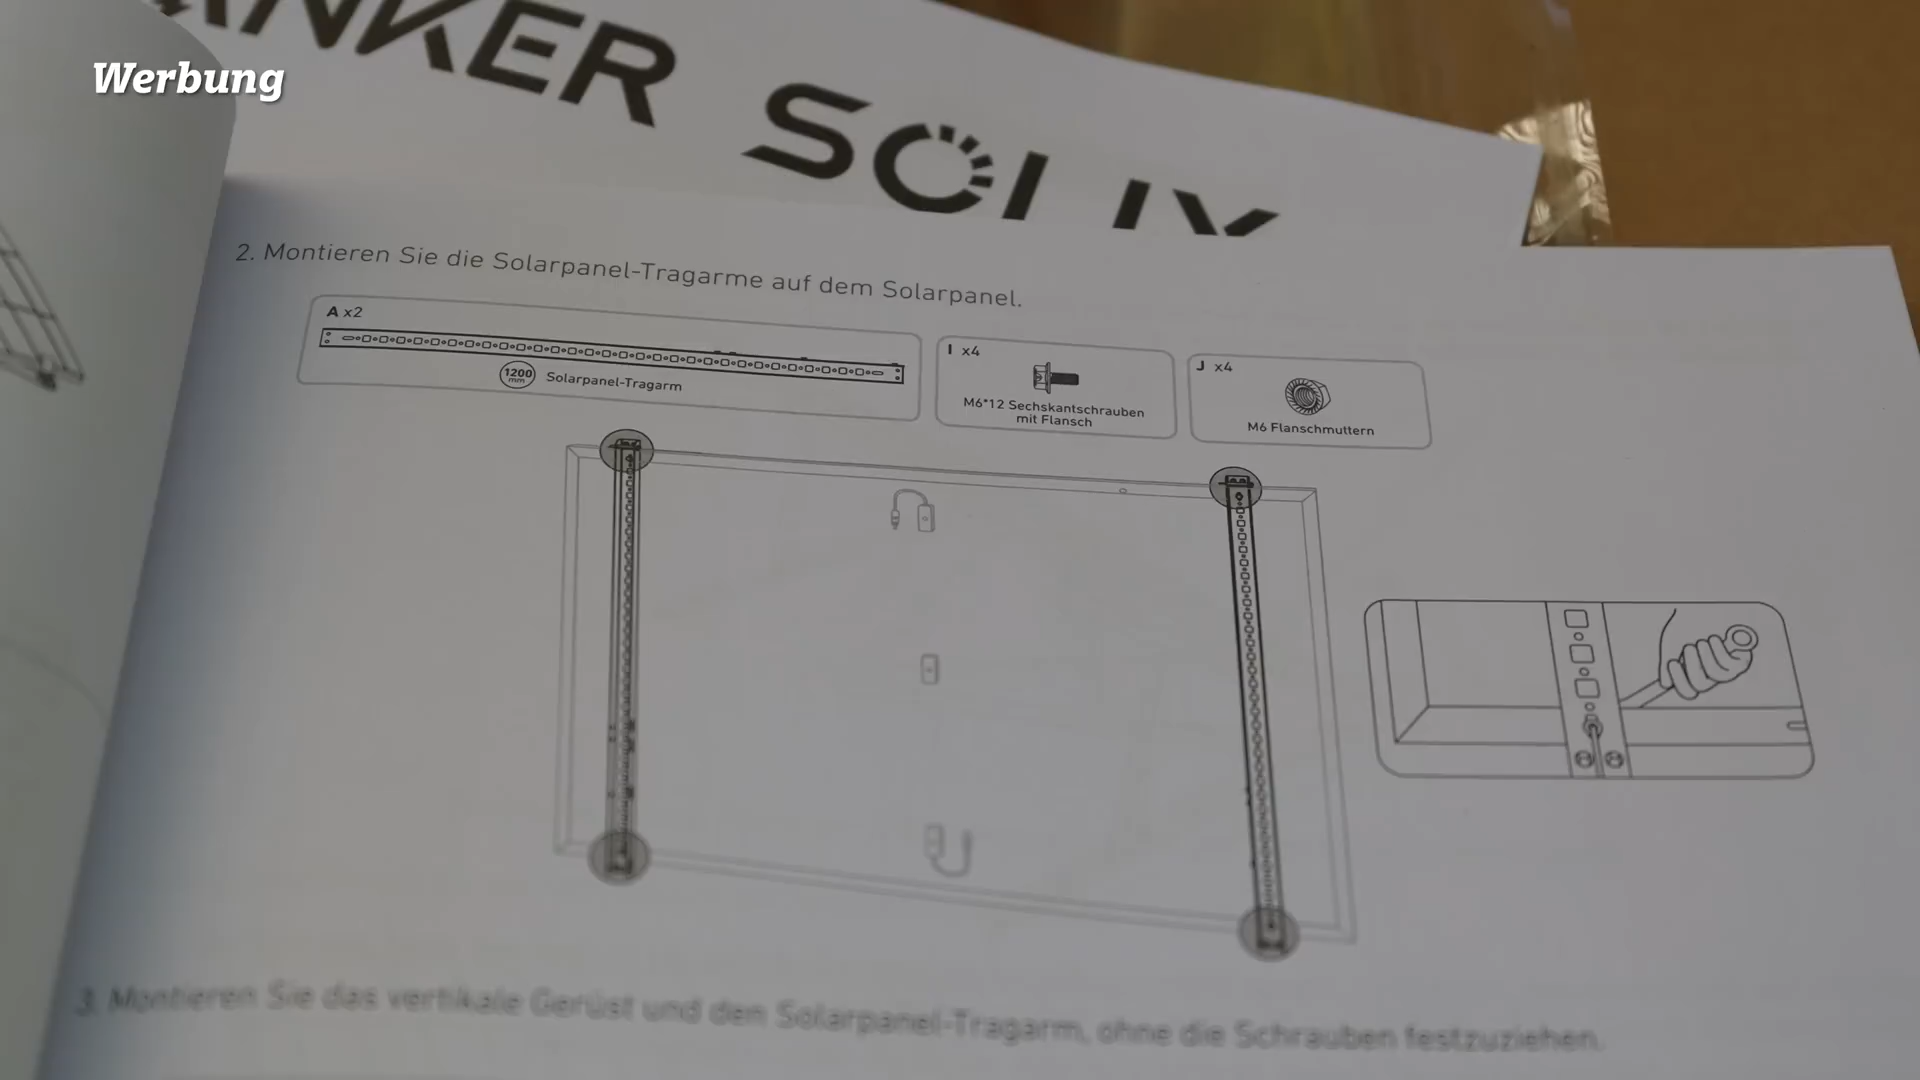 Werbung
ANKER SOLIX
2. Montieren Sie die Solarpanel-Tragarme auf dem Solarpanel.
A x2
1200 mm Solarpanel-Tragarm
I x4
M6*12 Sechskantschrauben
mit Flansch
J x4
M6 Flanschmuttern
3. Montieren Sie das vertikale Gerüst und den Solarpanel-Tragarm, ohne die Schrauben festzuziehen.